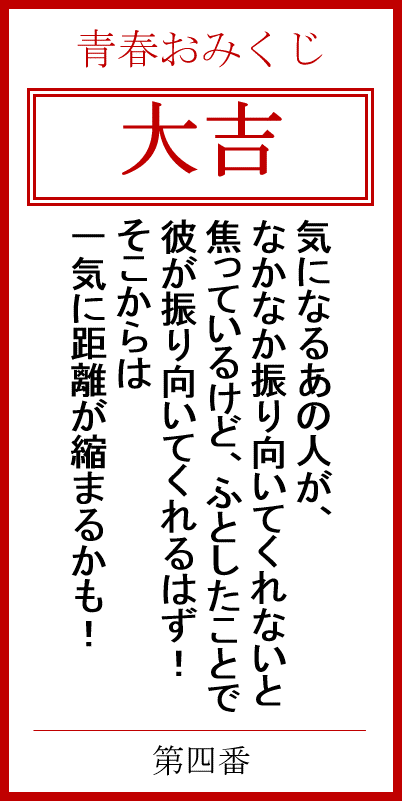 青春おみくじ
大吉
気になるあの人が、
なかなか振り向いてくれないと
焦っているけど、ふとしたことで
彼が振り向いてくれるはず！
そこからは
一気に距離が縮まるかも！
第四番